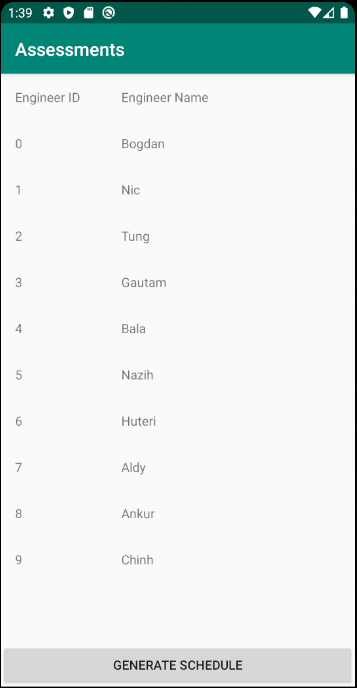 1:39
Assessments
Engineer ID Engineer Name
0 Bogdan
1 Nic
2 Tung
3 Gautam
4 Bala
5 Nazih
6 Huteri
7 Aldy
8 Ankur
9 Chinh
GENERATE SCHEDULE